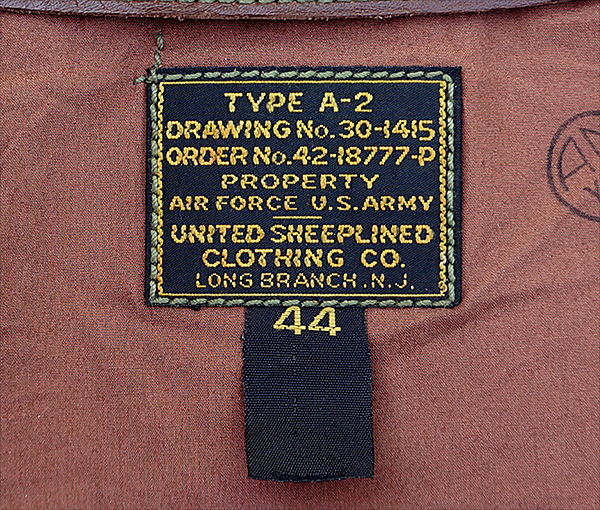 TYPE A-2
DRAWING No. 30-1415
ORDER No. 42-18777-P
PROPERTY
AIR FORCE U.S. ARMY
UNITED SHEEPLINED
CLOTHING CO.
LONG BRANCH. N.J.
44